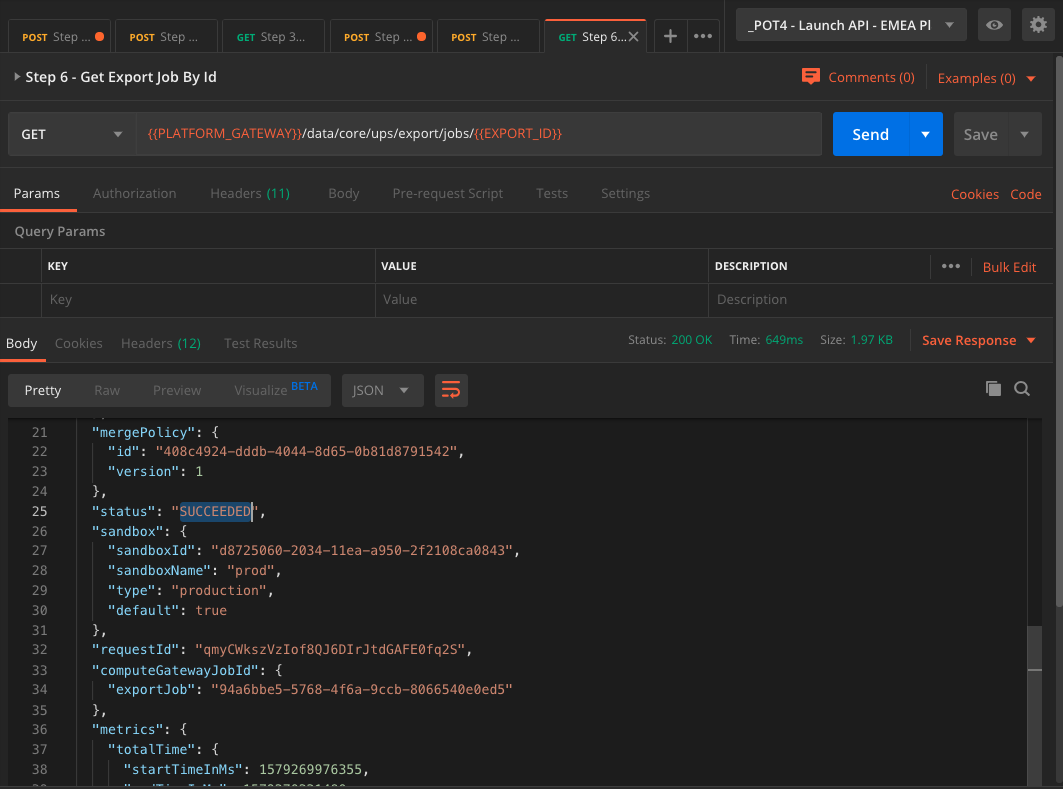 POST Step ... POST Step ... GET Step 3... POST Step ... POST Step ... GET Step 6... _POT4 - Launch API - EMEA Pl
Step 6 - Get Export Job By Id Comments (0) Examples (0)
GET {{PLATFORM_GATEWAY}}/data/core/ups/export/jobs/{{EXPORT_ID}} Send Save
Params Authorization Headers (11) Body Pre-request Script Tests Settings Cookies Code
Query Params
KEY VALUE DESCRIPTION ••• Bulk Edit
Key Value Description
Body Cookies Headers (12) Test Results Status: 200 OK Time: 649ms Size: 1.97 KB Save Response
Pretty Raw Preview Visualize BETA JSON
21 "mergePolicy": {
22 "id": "408c4924-dddb-4044-8d65-0b81d8791542",
23 "version": 1
24 },
25 "status": "SUCCEEDED",
26 "sandbox": {
27 "sandboxId": "d8725060-2034-11ea-a950-2f2108ca0843",
28 "sandboxName": "prod",
29 "type": "production",
30 "default": true
31 },
32 "requestId": "qmyCWkszVzIof8QJ6DIrJtdGAFE0fq2S",
33 "computeGatewayJobId": {
34 "exportJob": "94a6bbe5-5768-4f6a-9ccb-8066540e0ed5"
35 },
36 "metrics": {
37 "totalTime": {
38 "startTimeInMs": 1579269976355,